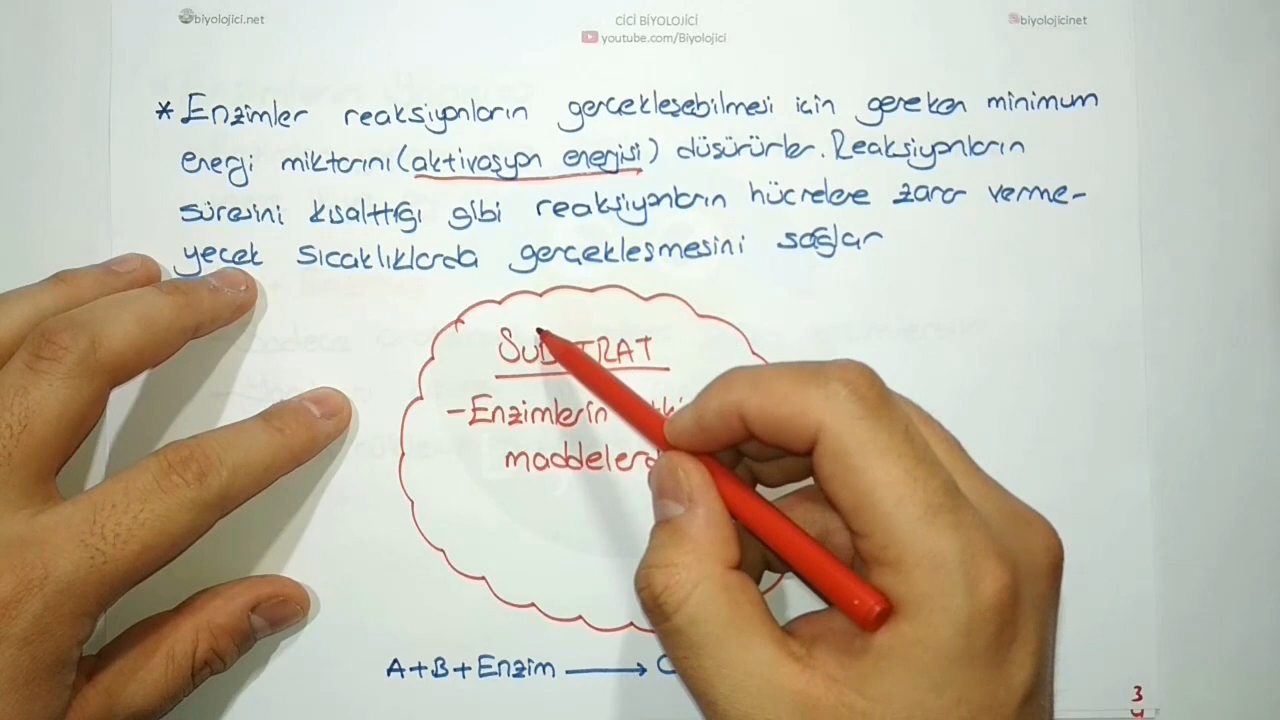 biyolojici.net
CİCİ BİYOLOJİCİ
youtube.com/Biyolojici
biyolojicinet
* Enzimler reaksiyonların gerçekleşebilmesi için gereken minimum
enerji miktarını (aktivasyon enerjisi) düşürürler. Reaksiyonların
süresini kısalttığı gibi reaksiyonların hücrelere zarar verme-
yecek sıcaklıklarda gerçekleşmesini sağlar
- Enzimlerin
A+B+Enzim → C
3
4